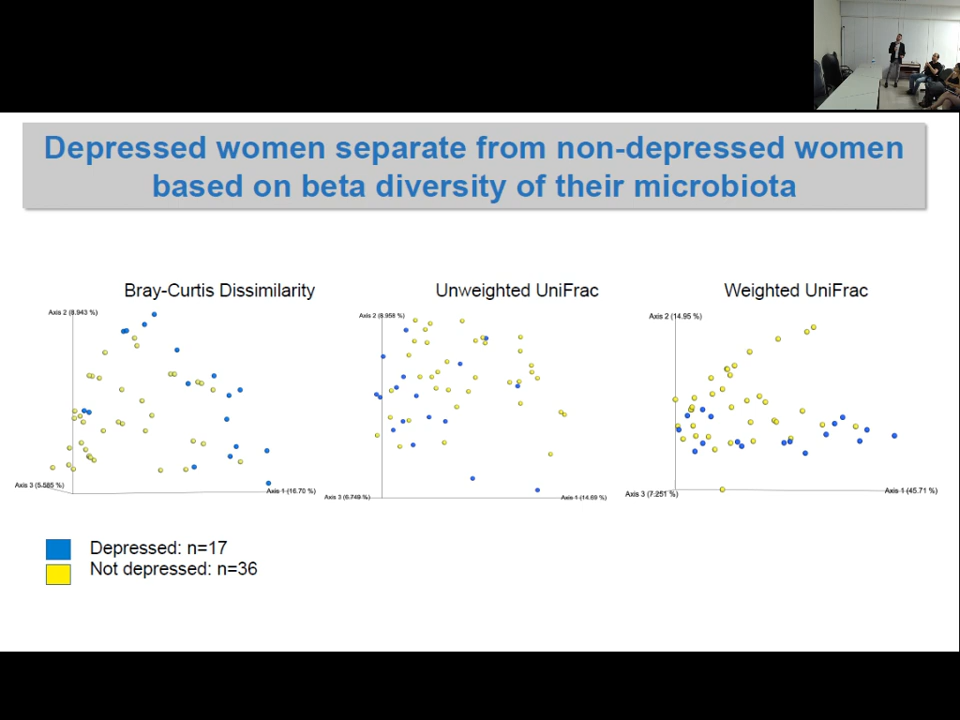 Depressed women separate from non-depressed women
based on beta diversity of their microbiota
Bray-Curtis Dissimilarity
Axis 2 (8.943 %)
Axis 3 (5.585 %)
Axis 1 (16.70 %)
Unweighted UniFrac
Axis 2 (8.958 %)
Axis 3 (6.749 %)
Axis 1 (14.69 %)
Weighted UniFrac
Axis 2 (14.95 %)
Axis 3 (7.251 %)
Axis 1 (45.71 %)
Depressed: n=17
Not depressed: n=36